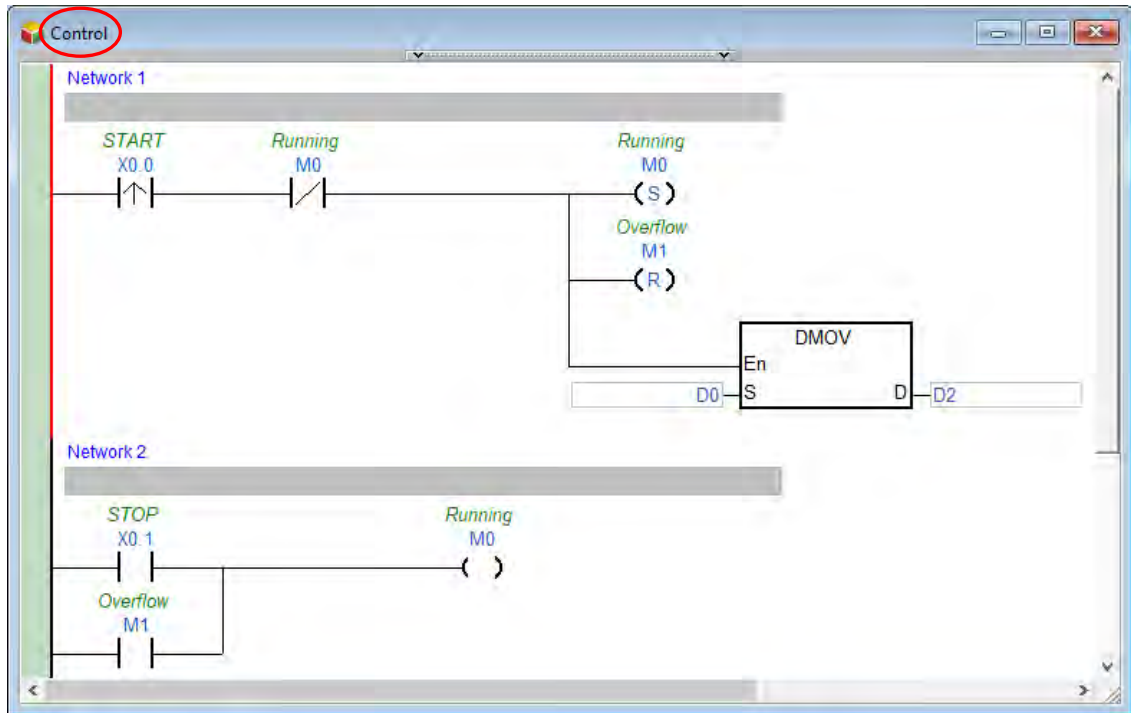 Control
Network 1
START Running Running
X0.0 M0 M0
S
Overflow
M1
R
DMOV
En
D0 S D D2
Network 2
STOP Running
X0.1 M0
Overflow
M1